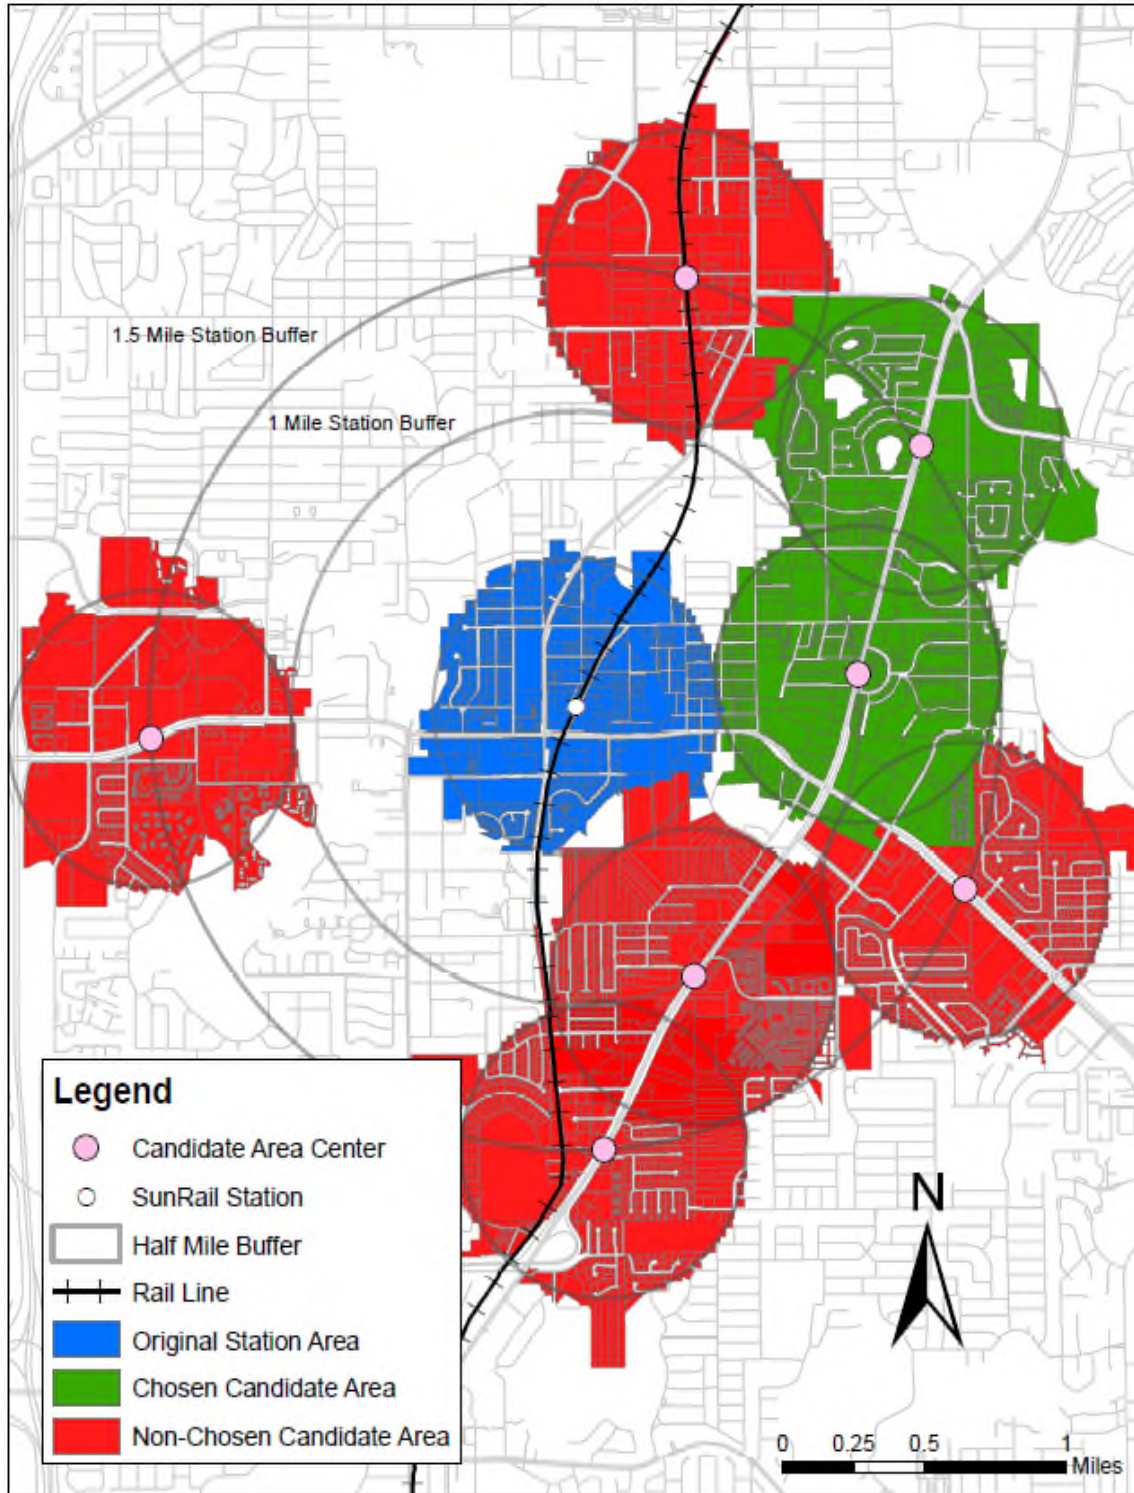 1.5 Mile Station Buffer
1 Mile Station Buffer
Legend
Candidate Area Center
SunRail Station
Half Mile Buffer
Rail Line
Original Station Area
Chosen Candidate Area
Non-Chosen Candidate Area
N
0 0.25 0.5 1
Miles